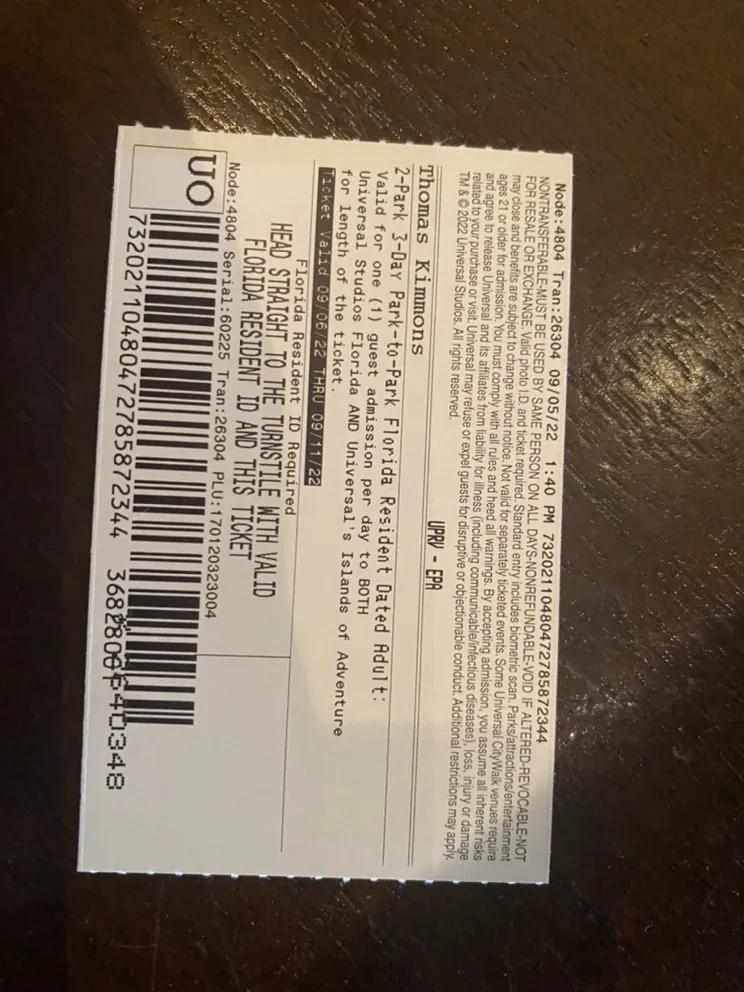 Node:4804 Tran:26304 09/05/22 1:40 PM 7320211048047278587​2344
NONTRANSFERABLE-MUST BE USED BY SAME PERSON ON ALL DAYS-NONREFUNDABLE-VOID IF ALTERED-REVOCABLE-NOT
FOR RESALE OR EXCHANGE. Valid photo I.D. and ticket required. Standard entry includes biometric scan. Parks/attractions/entertainment
may close and benefits are subject to change without notice. Not valid for separately ticketed events. Some Universal CityWalk venues require
ages 21 or older for admission. You must comply with all rules and heed all warnings. By accepting admission, you assume all inherent risks
and agree to release Universal and its affiliates from liability for illness (including communicable/infectious diseases), loss, injury or damage
related to your purchase or visit. Universal may refuse or expel guests for disruptive or objectionable conduct. Additional restrictions may apply.
TM & © 2022 Universal Studios. All rights reserved.
Thomas Kimmons UPRV - EPA
2-Park 3-Day Park-to-Park Florida Resident Dated Adult:
Valid for one (1) guest admission per day to BOTH
Universal Studios Florida AND Universal's Islands of Adventure
for length of the ticket.
Ticket Valid 09/06/22 THRU 09/11/22
Florida Resident ID Required
HEAD STRAIGHT TO THE TURNSTILE WITH VALID
FLORIDA RESIDENT ID AND THIS TICKET
Node:4804 Serial:60225 Tran:26304 PLU:170120323004
UO
73202110480472785872344